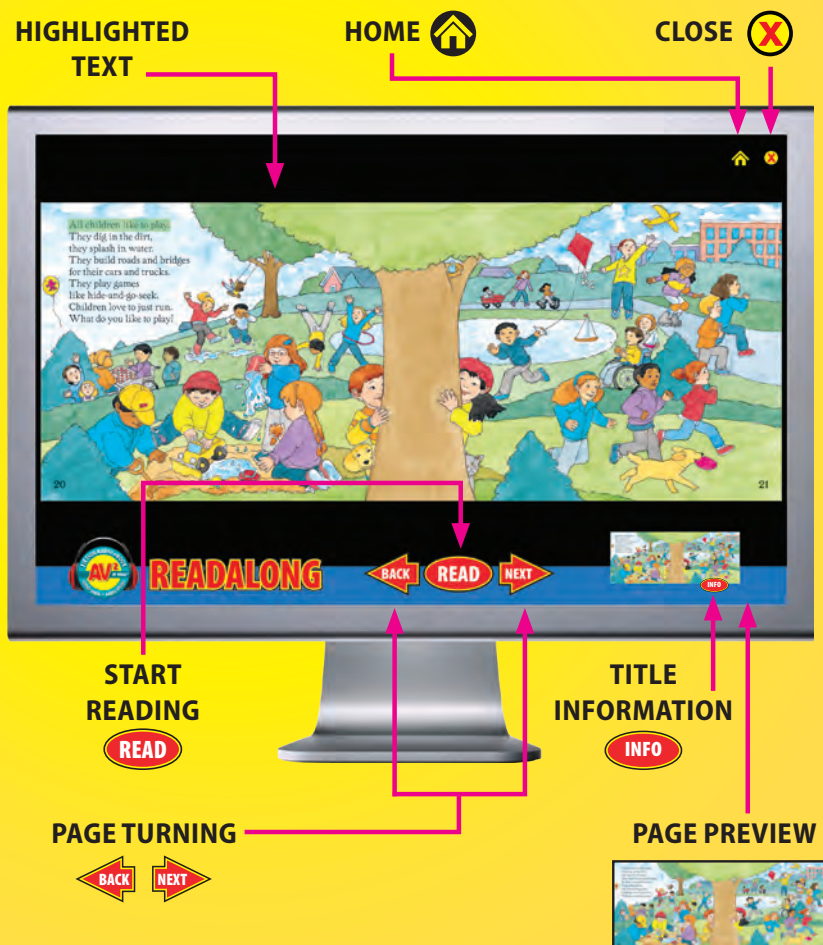 HIGHLIGHTED
TEXT
HOME
CLOSE X
X
All children like to play.
They dig in the dirt,
they splash in water.
They build roads and bridges
for their cars and trucks.
They play games
like hide-and-go-seek.
Children love to just run.
What do you like to play?
20
21
AV2
READALONG
BACK
READ
NEXT
INFO
START
READING
READ
TITLE
INFORMATION
INFO
PAGE TURNING
BACK
NEXT
PAGE PREVIEW